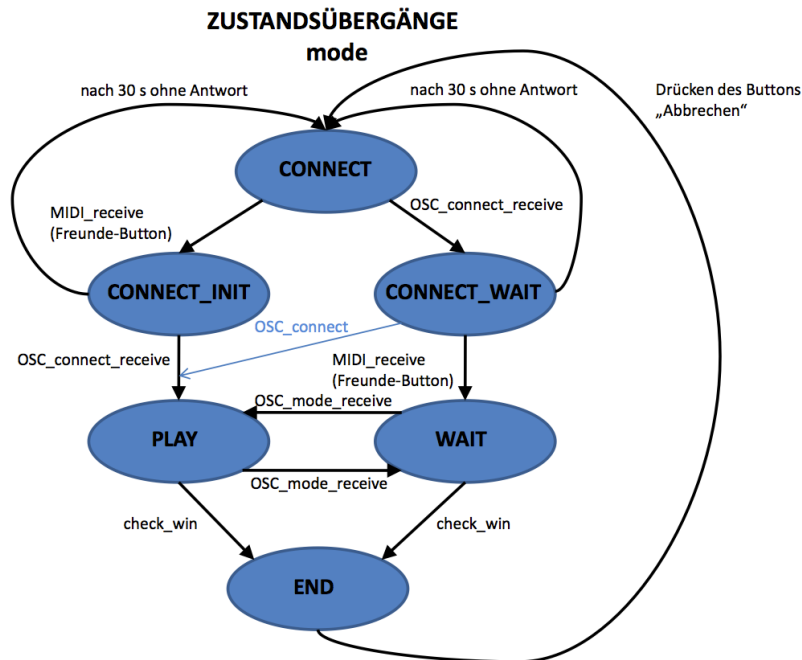 ZUSTANDSÜBERGÄNGE
mode
nach 30 s ohne Antwort
nach 30 s ohne Antwort
Drücken des Buttons
„Abbrechen“
CONNECT
MIDI_receive
(Freunde-Button)
OSC_connect_receive
CONNECT_INIT
CONNECT_WAIT
OSC_connect
OSC_connect_receive
MIDI_receive
(Freunde-Button)
OSC_mode_receive
PLAY
WAIT
OSC_mode_receive
check_win
check_win
END